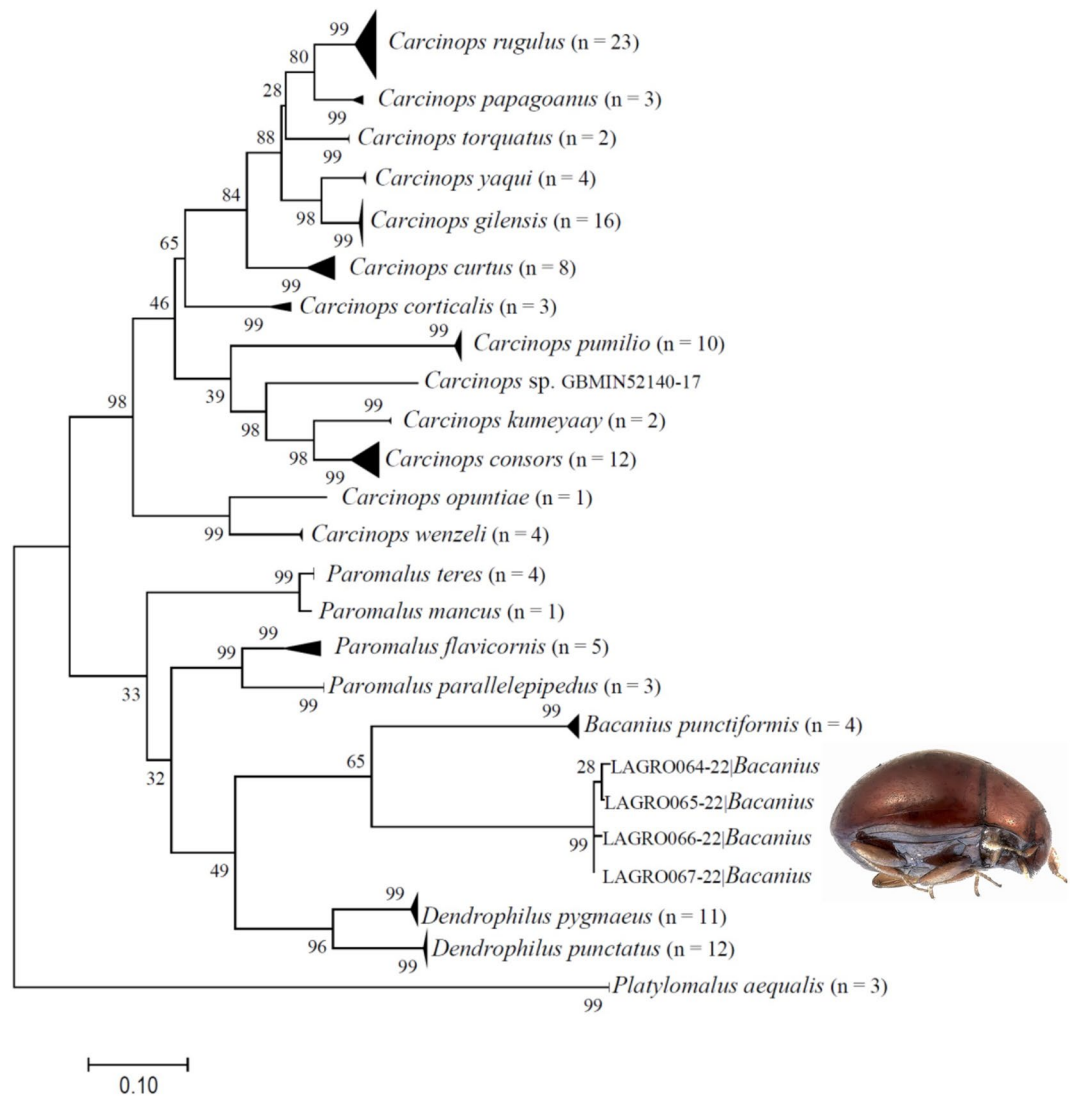 99
Carcinops rugulus (n = 23)
80
28
Carcinops papagoanus (n = 3)
99
88
Carcinops torquatus (n = 2)
99
Carcinops yaqui (n = 4)
84
98
Carcinops gilensis (n = 16)
99
65
Carcinops curtus (n = 8)
99
46
Carcinops corticalis (n = 3)
99
99
Carcinops pumilio (n = 10)
Carcinops sp. GBMIN52140-17
39
98
99
98
Carcinops kumeyaay (n = 2)
98
Carcinops consors (n = 12)
99
Carcinops opuntiae (n = 1)
99
Carcinops wenzeli (n = 4)
99
Paromalus teres (n = 4)
Paromalus mancus (n = 1)
99
99
Paromalus flavicornis (n = 5)
33
Paromalus parallelepipedus (n = 3)
99
99
Bacanius punctiformis (n = 4)
32
65
28
LAGRO064-22|Bacanius
LAGRO065-22|Bacanius
99
LAGRO066-22|Bacanius
LAGRO067-22|Bacanius
49
99
Dendrophilus pygmaeus (n = 11)
96
Dendrophilus punctatus (n = 12)
99
Platylomalus aequalis (n = 3)
99
0.10